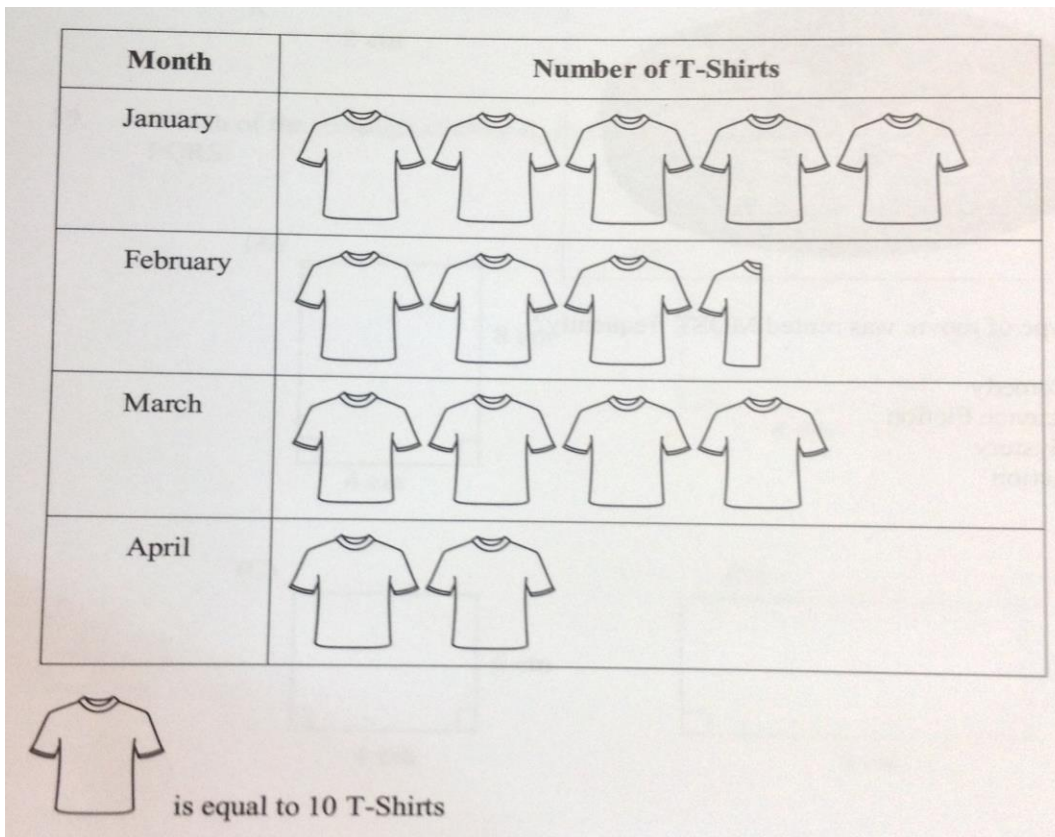 Month Number of T-Shirts
January
February
March
April
is equal to 10 T-Shirts